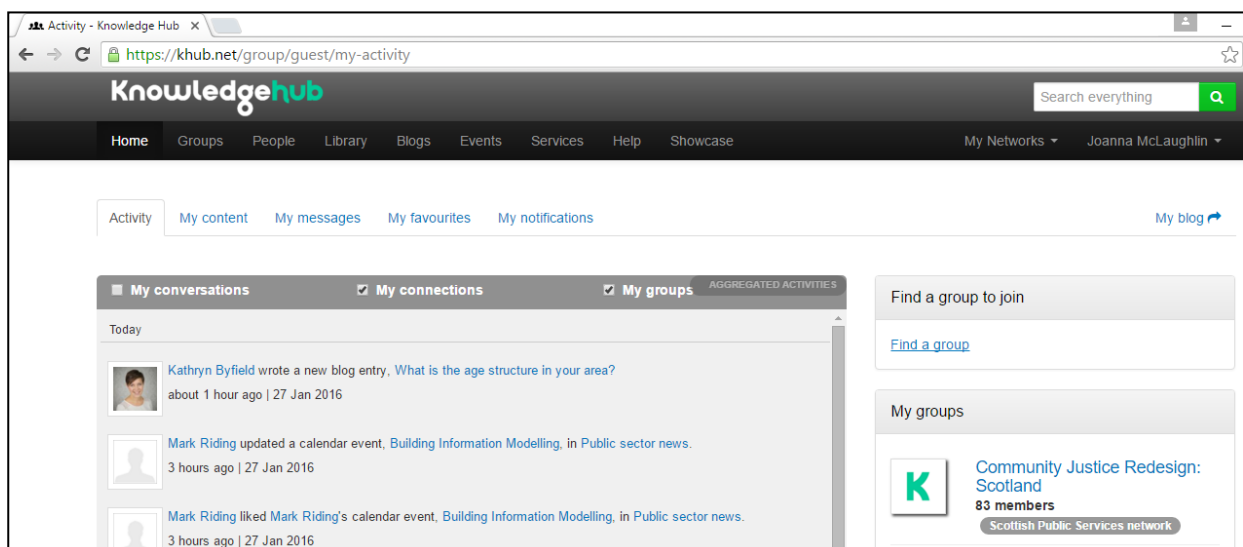 Activity - Knowledge Hub
https://khub.net/group/guest/my-activity
Knowledgehub
Search everything
Home Groups People Library Blogs Events Services Help Showcase My Networks Joanna McLaughlin
Activity My content My messages My favourites My notifications My blog
My conversations My connections My groups AGGREGATED ACTIVITIES
Today
Kathryn Byfield wrote a new blog entry, What is the age structure in your area?
about 1 hour ago | 27 Jan 2016
Mark Riding updated a calendar event, Building Information Modelling, in Public sector news.
3 hours ago | 27 Jan 2016
Mark Riding liked Mark Riding's calendar event, Building Information Modelling, in Public sector news.
3 hours ago | 27 Jan 2016
Find a group to join
Find a group
My groups
K
Community Justice Redesign:
Scotland
83 members
Scottish Public Services network